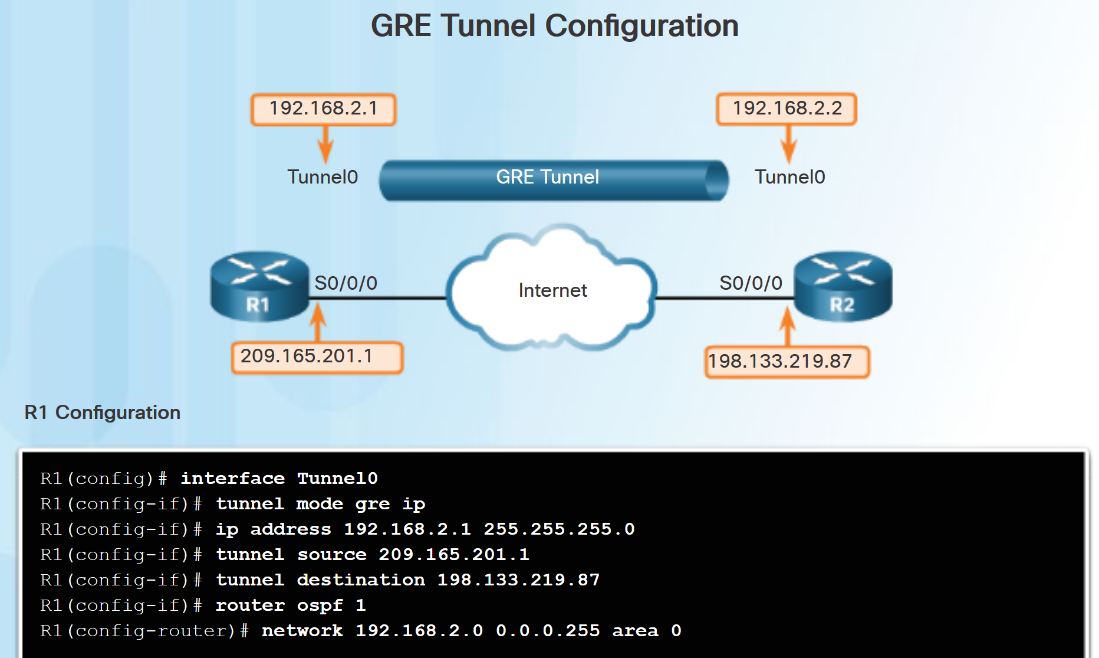 GRE Tunnel Configuration
192.168.2.1
192.168.2.2
Tunnel0
GRE Tunnel
Tunnel0
S0/0/0
Internet
S0/0/0
R1
R2
209.165.201.1
198.133.219.87
R1 Configuration
R1(config)# interface Tunnel0
R1(config-if)# tunnel mode gre ip
R1(config-if)# ip address 192.168.2.1 255.255.255.0
R1(config-if)# tunnel source 209.165.201.1
R1(config-if)# tunnel destination 198.133.219.87
R1(config-if)# router ospf 1
R1(config-router)# network 192.168.2.0 0.0.0.255 area 0